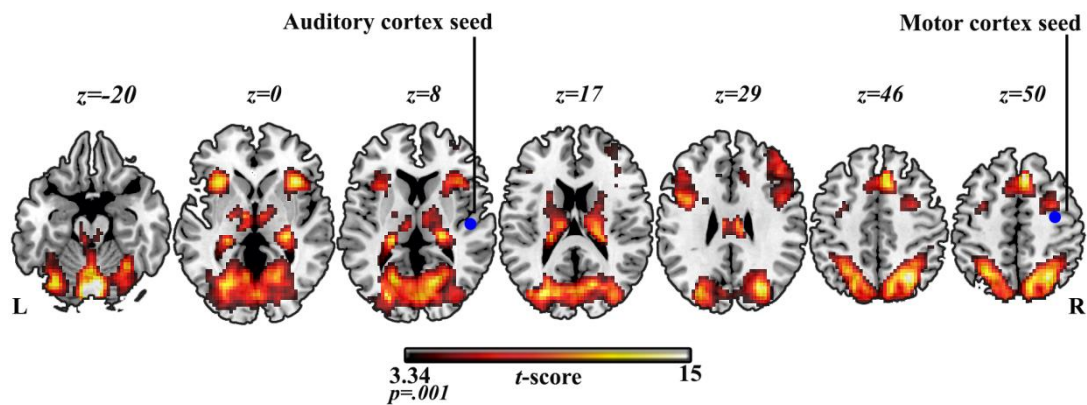 Auditory cortex seed
Motor cortex seed
z=-20
z=0
z=8
z=17
z=29
z=46
z=50
L
R
3.34
t-score
15
p=.001